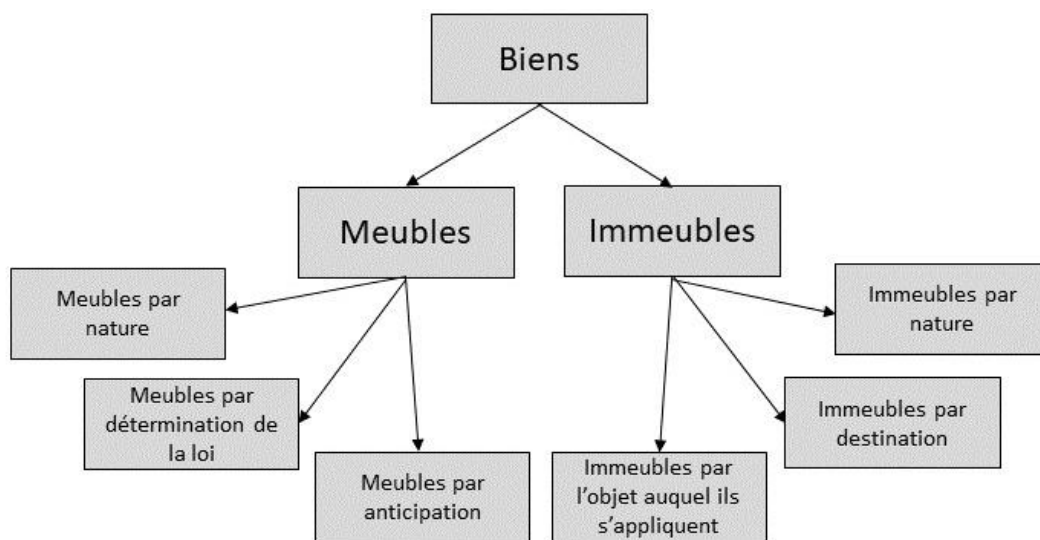 Biens
Meubles
Immeubles
Meubles par
nature
Immeubles par
nature
Meubles par
détermination de
la loi
Immeubles par
destination
Meubles par
anticipation
Immeubles par
l'objet auquel ils
s'appliquent